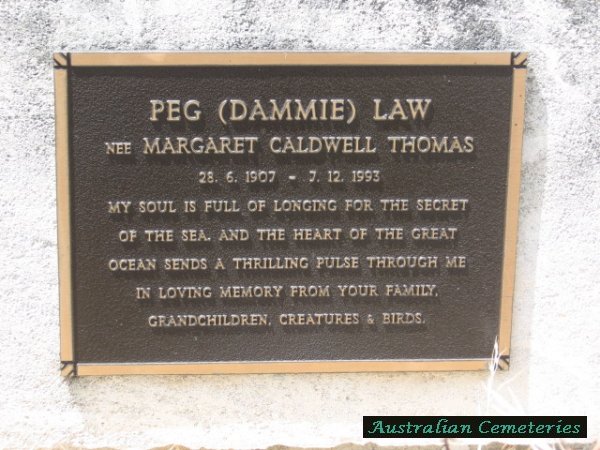 PEG (DAMMIE) LAW
NEE MARGARET CALDWELL THOMAS
28. 6. 1907 - 7. 12. 1993
MY SOUL IS FULL OF LONGING FOR THE SECRET
OF THE SEA, AND THE HEART OF THE GREAT
OCEAN SENDS A THRILLING PULSE THROUGH ME
IN LOVING MEMORY FROM YOUR FAMILY,
GRANDCHILDREN, CREATURES & BIRDS.
Australian Cemeteries